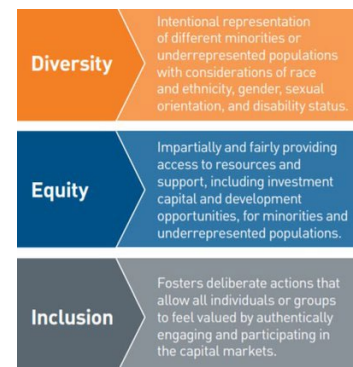 Diversity
Intentional representation
of different minorities or
underrepresented populations
with considerations of race
and ethnicity, gender, sexual
orientation, and disability status.
Equity
Impartially and fairly providing
access to resources and
support, including investment
capital and development
opportunities, for minorities and
underrepresented populations.
Inclusion
Fosters deliberate actions that
allow all individuals or groups
to feel valued by authentically
engaging and participating in
the capital markets.